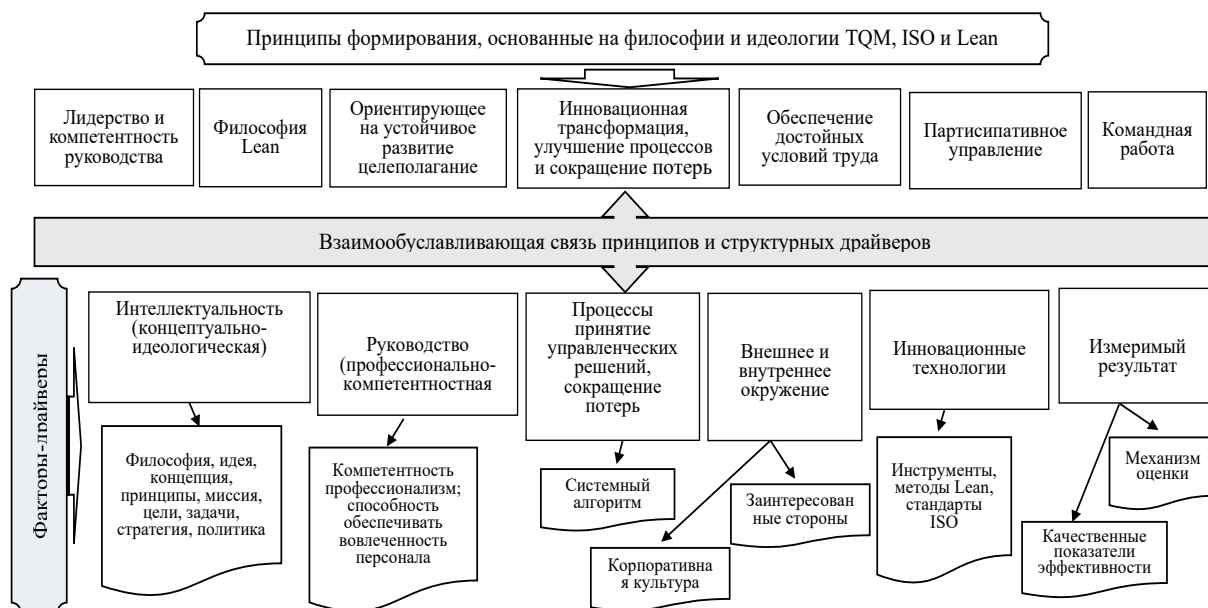 Принципы формирования, основанные на философии и идеологии TQM, ISO и Lean
Лидерство и
компетентность
руководства
Философия
Lean
Ориентирующее
на устойчивое
развитие
целеполагание
Инновационная
трансформация,
улучшение процессов
и сокращение потерь
Обеспечение
достойных
условий труда
Партисипативное
управление
Командная
работа
Взаимообуславливающая связь принципов и структурных драйверов
Факторы-драйверы
Интеллектуальность
(концептуально-
идеологическая)
Руководство
(профессионально-
компетентностная
Процессы
принятие
управленческих
решений,
сокращение
потерь
Внешнее и
внутреннее
окружение
Инновационные
технологии
Измеримый
результат
Философия, идея,
концепция,
принципы, миссия,
цели, задачи,
стратегия, политика
Компетентность
профессионализм;
способность
обеспечивать
вовлеченность
персонала
Системный
алгоритм
Корпоративна
я культура
Заинтересован
ные стороны
Инструменты,
методы Lean,
стандарты
ISO
Качественные
показатели
эффективности
Механизм
оценки